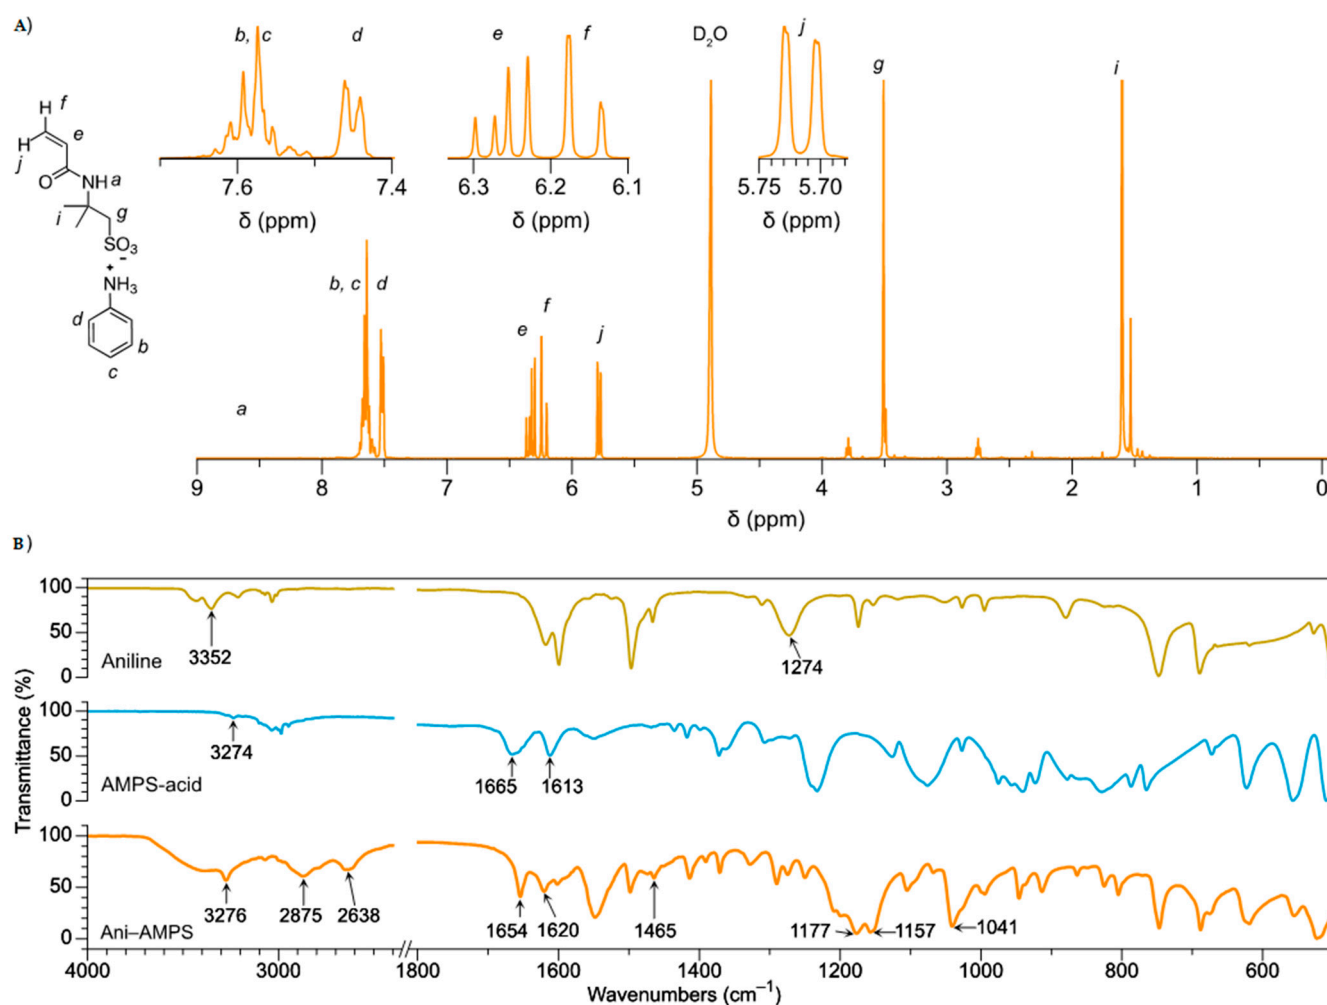 A)
b, c
d
e
f
D2O
j
g
i
H f
e
H
j
O
NH
a
i
g
SO3
+ −
NH3
d
b
c
7.6 7.4
δ (ppm)
6.3 6.2 6.1
δ (ppm)
5.75 5.70
δ (ppm)
b, c d
f
e
j
a
9 8 7 6 5 4 3 2 1 0
δ (ppm)
B)
Transmittance (%)
100
50
0
Aniline
3352
1274
100
50
0
AMPS-acid
3274
1665
1613
100
50
0
Ani–AMPS
3276
2875
2638
1654
1620
1465
1177
1157
1041
4000 3000 1800 1600 1400 1200 1000 800 600
Wavenumbers (cm−1)